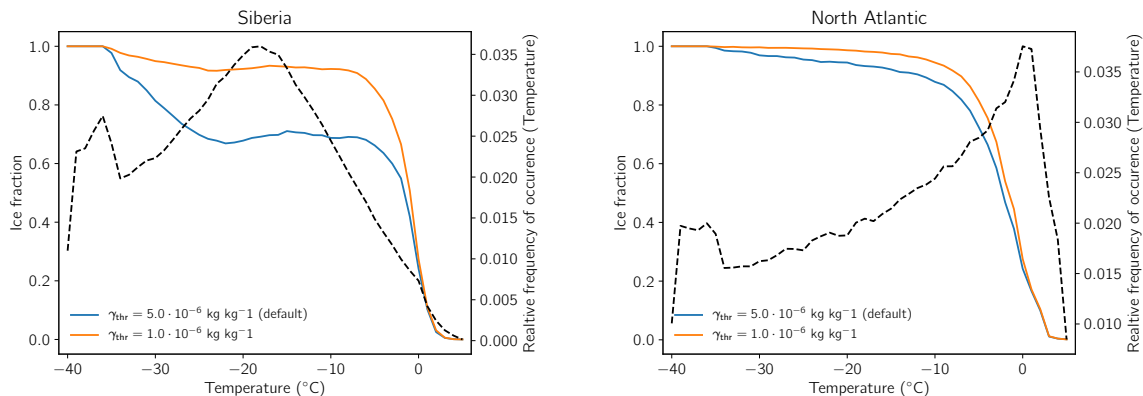 Siberia
1.0
0.8
0.6
0.4
0.2
0.0
Ice fraction
0.035
0.030
0.025
0.020
0.015
0.010
0.005
0.000
Realtive frequency of occurence (Temperature)
γthr = 5.0 · 10⁻⁶ kg kg⁻¹ (default)
γthr = 1.0 · 10⁻⁶ kg kg⁻¹
−40 −30 −20 −10 0
Temperature (°C)
North Atlantic
1.0
0.8
0.6
0.4
0.2
0.0
Ice fraction
0.035
0.030
0.025
0.020
0.015
0.010
Realtive frequency of occurence (Temperature)
γthr = 5.0 · 10⁻⁶ kg kg⁻¹ (default)
γthr = 1.0 · 10⁻⁶ kg kg⁻¹
−40 −30 −20 −10 0
Temperature (°C)